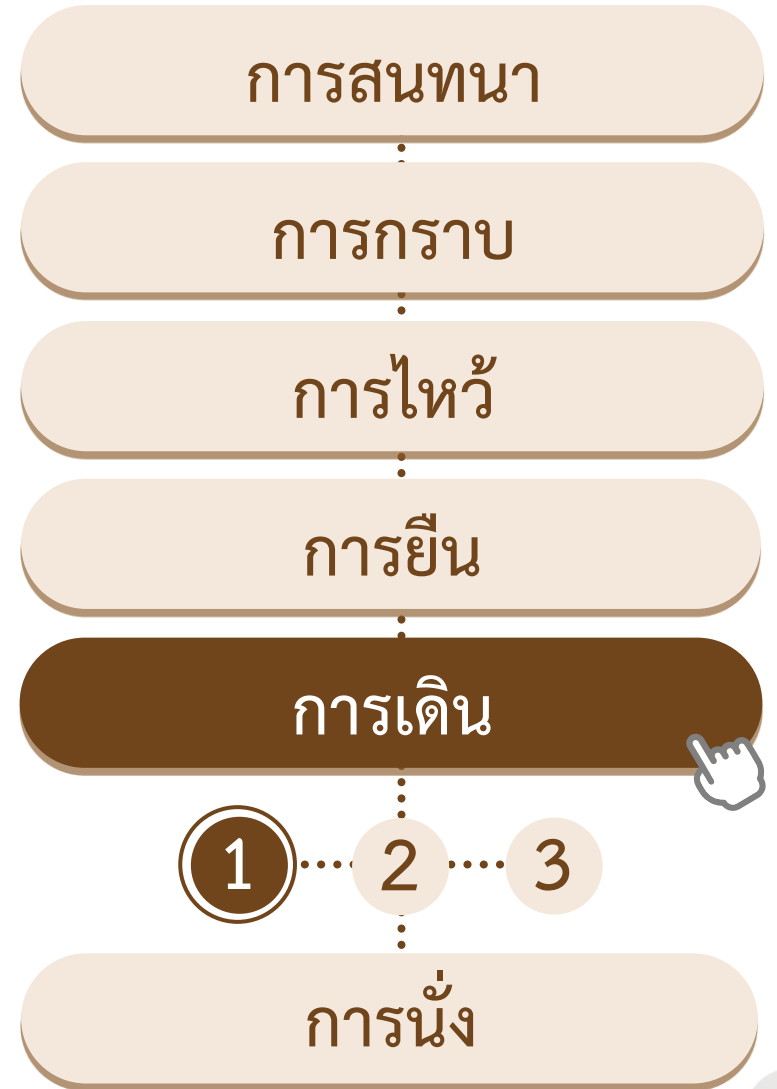 การสนทนา
การกราบ
การไหว้
การยืน
การเดิน
1 2 3
การนั่ง